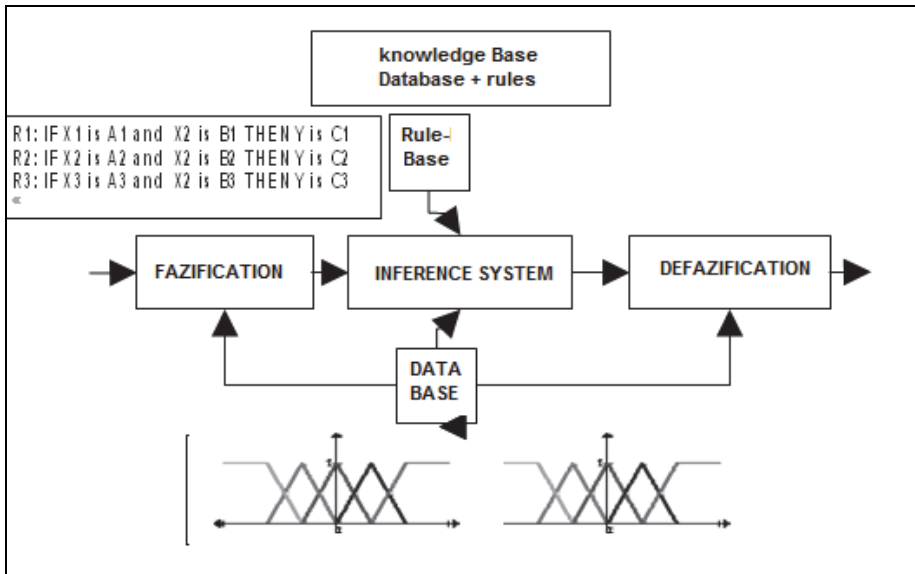 knowledge Base
Database + rules
R1: IF X1 is A1 and X2 is B1 THEN Y is C1
R2: IF X2 is A2 and X2 is B2 THEN Y is C2
R3: IF X3 is A3 and X2 is B3 THEN Y is C3
«
Rule-
Base
FAZIFICATION
INFERENCE SYSTEM
DEFAZIFICATION
DATA
BASE